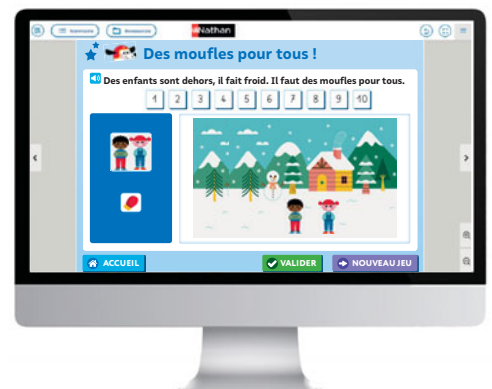 Nathan
Des moufles pour tous !
Des enfants sont dehors, il fait froid. Il faut des moufles pour tous.
1 2 3 4 5 6 7 8 9 10
ACCUEIL VALIDER NOUVEAU JEU